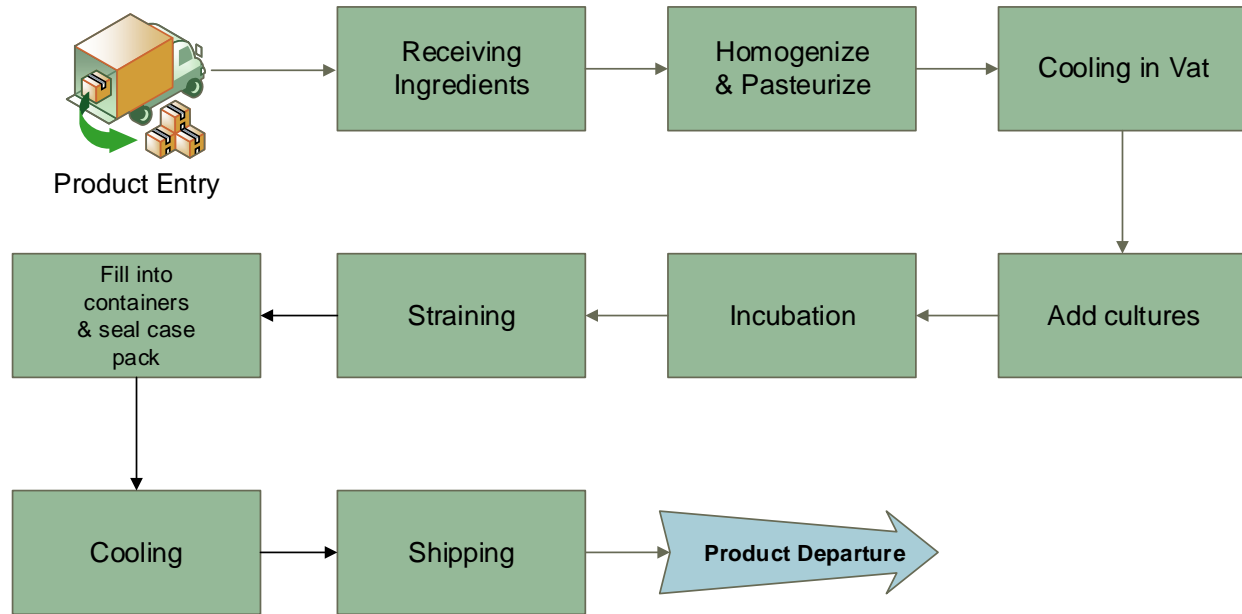 Product Entry
Receiving
Ingredients
Homogenize
& Pasteurize
Cooling in Vat
Add cultures
Incubation
Straining
Fill into
containers
& seal case
pack
Cooling
Shipping
Product Departure